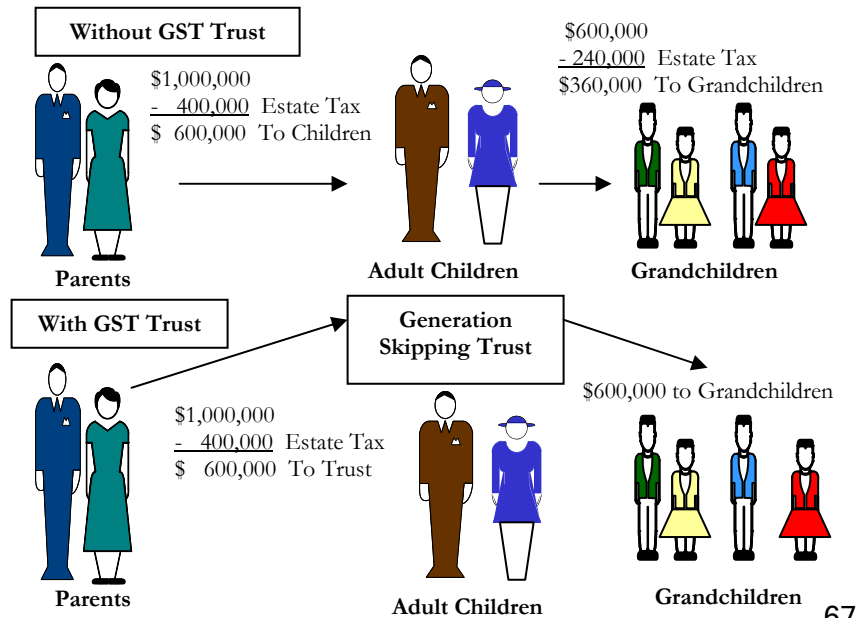 Without GST Trust
$1,000,000
- 400,000 Estate Tax
$ 600,000 To Children
$600,000
- 240,000 Estate Tax
$360,000 To Grandchildren
Parents
Adult Children
Grandchildren
With GST Trust
Generation
Skipping Trust
$1,000,000
- 400,000 Estate Tax
$ 600,000 To Trust
$600,000 to Grandchildren
Parents
Adult Children
Grandchildren
67